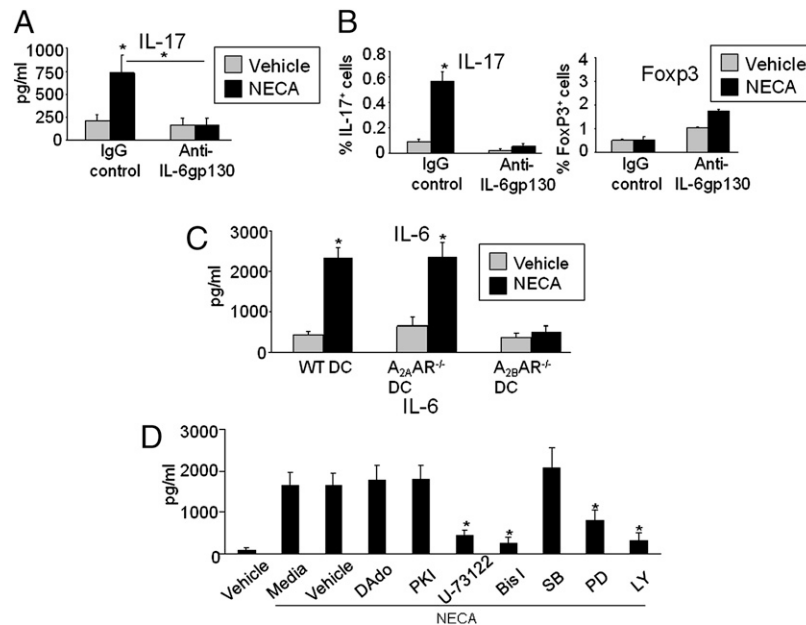 A
IL-17
*
*
pg/ml
1000
750
500
250
0
IgG control
Anti-IL-6gp130
Vehicle
NECA
B
IL-17
*
% IL-17⁺ cells
0.8
0.6
0.4
0.2
0
IgG control
Anti-IL-6gp130
Foxp3
% FoxP3⁺ cells
4
3
2
1
0
IgG control
Anti-IL-6gp130
Vehicle
NECA
C
IL-6
*
*
pg/ml
3000
2000
1000
0
WT DC
A2AAR-/- DC
A2BAR-/- DC
Vehicle
NECA
D
IL-6
pg/ml
3000
2000
1000
0
*
*
*
*
Vehicle
Media
Vehicle
DAdo
PKI
U-73122
Bis I
SB
PD
LY
NECA